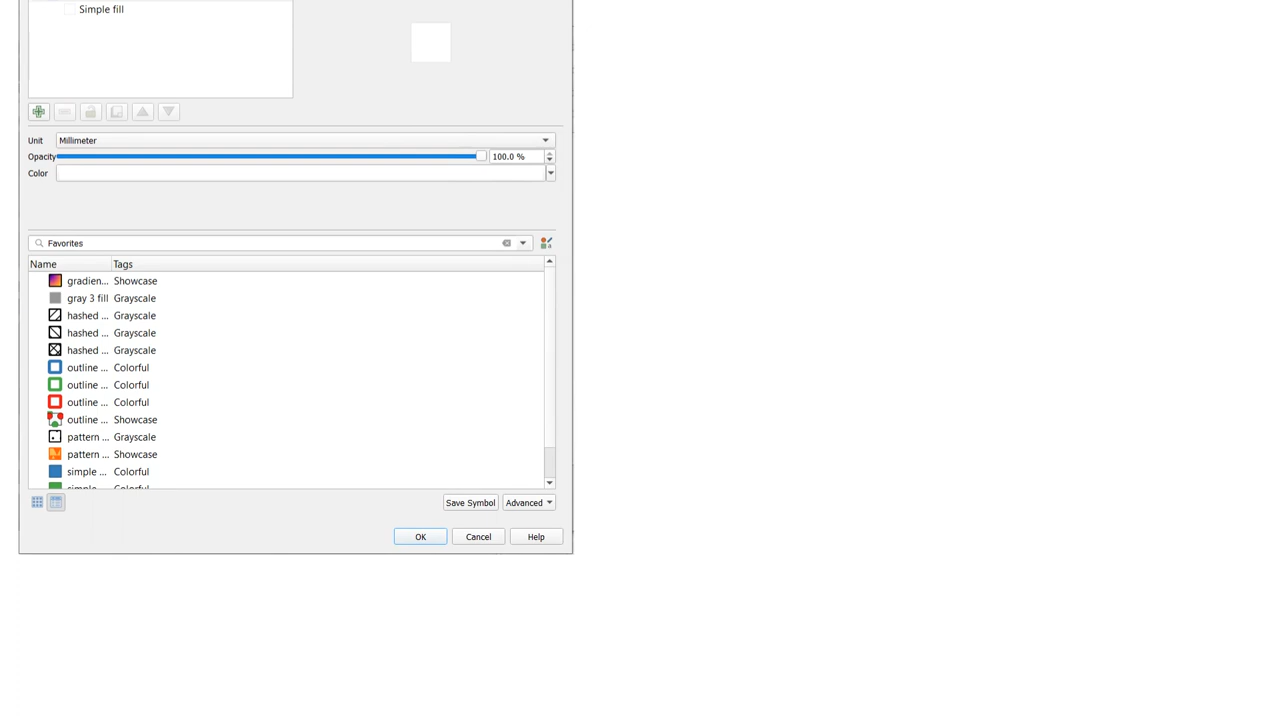 Simple fill
Unit Millimeter
Opacity 100.0 %
Color
Favorites
Name Tags
gradien... Showcase
gray 3 fill Grayscale
hashed ... Grayscale
hashed ... Grayscale
hashed ... Grayscale
outline ... Colorful
outline ... Colorful
outline ... Colorful
outline ... Showcase
pattern ... Grayscale
pattern ... Showcase
simple ... Colorful
simple ... Colorful
Save Symbol Advanced
OK Cancel Help